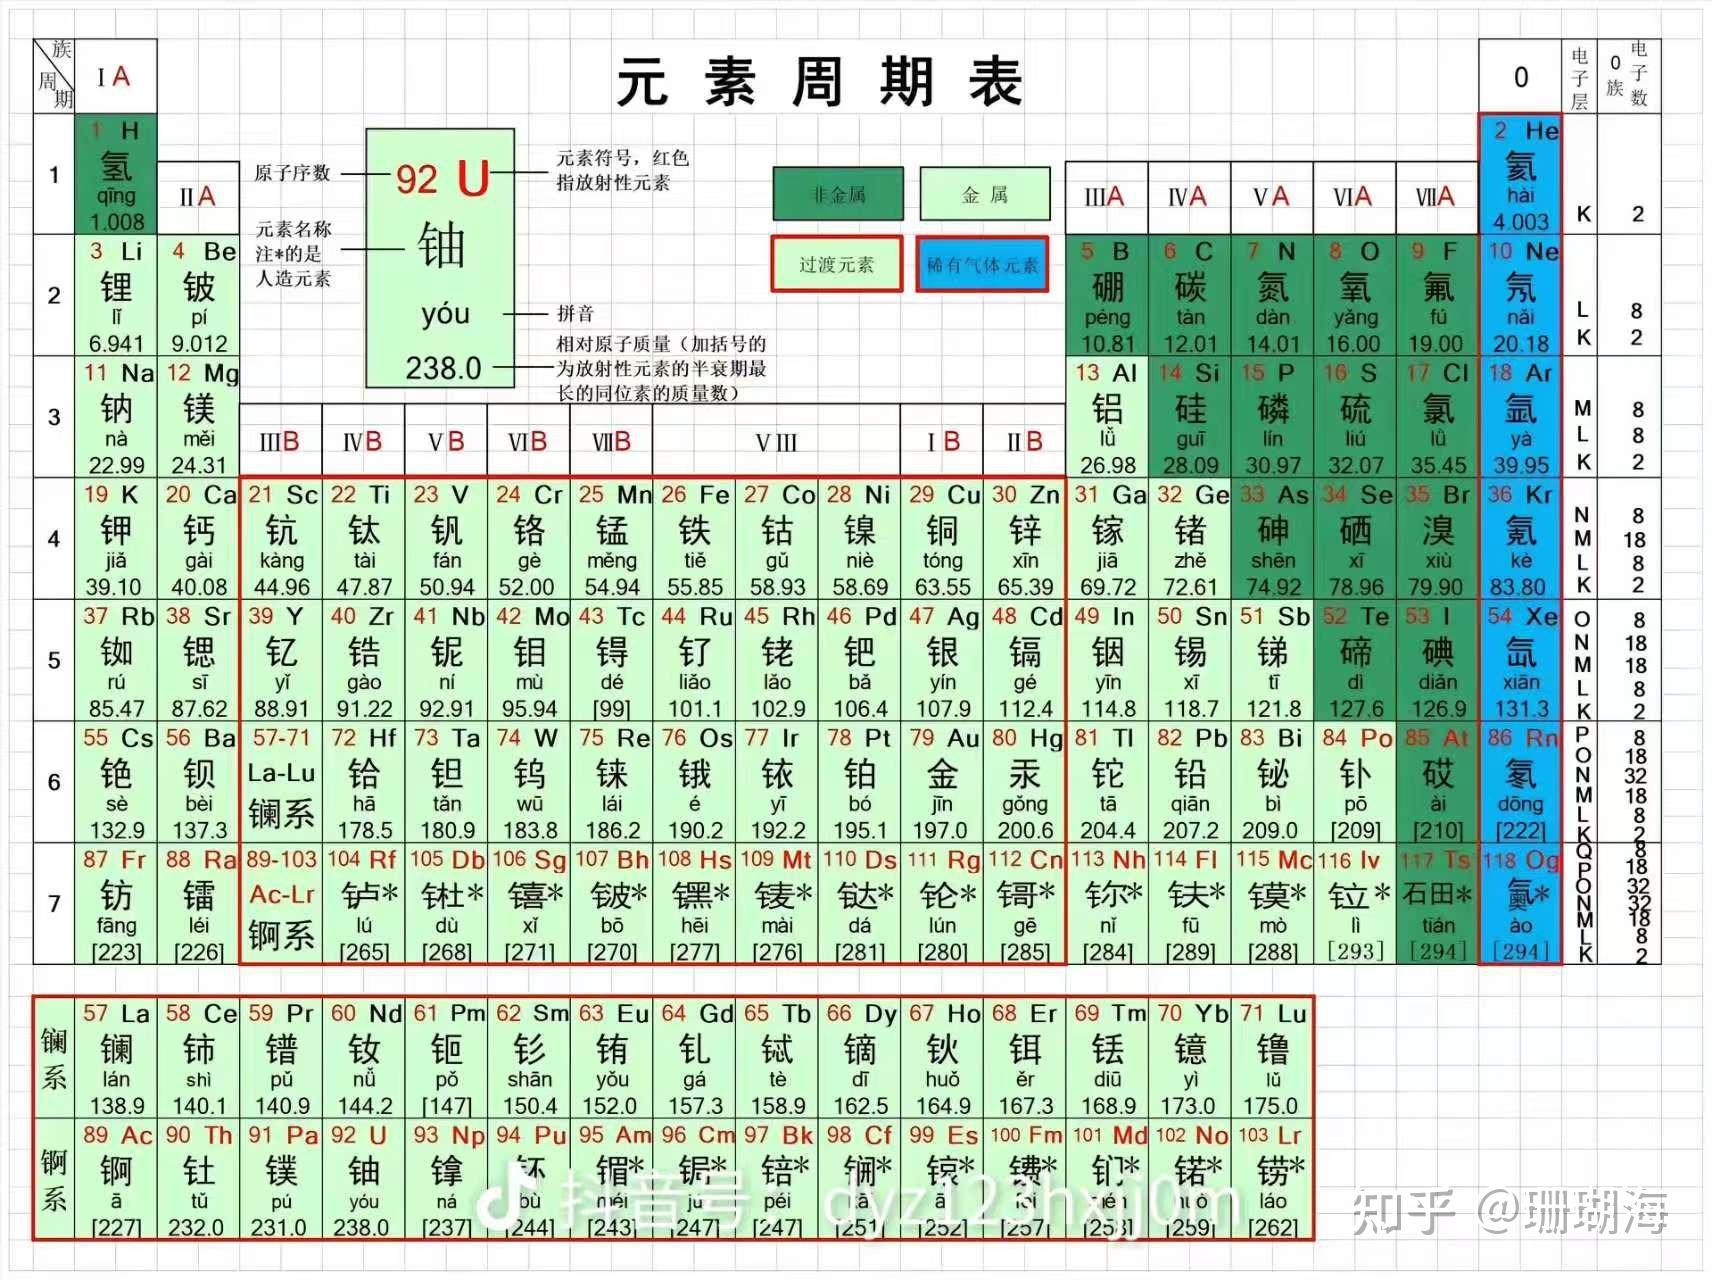 元素周期表
族
周期
I A
0
电子层
0族
电子数
1
1 H
氢
qīng
1.008
II A
原子序数
92 U
铀
yóu
238.0
元素符号，红色
指放射性元素
元素名称
注*的是
人造元素
拼音
相对原子质量（加括号的
为放射性元素的半衰期最
长的同位素的质量数）
非金属
金 属
过渡元素
稀有气体元素
III A IV A V A VI A VII A
2 He
氦
hài
4.003
K
2
2
3 Li 4 Be 5 B 6 C 7 N 8 O 9 F 10 Ne
锂 铍 硼 碳 氮 氧 氟 氖
lǐ pí péng tàn dàn yǎng fú nǎi
6.941 9.012 10.81 12.01 14.01 16.00 19.00 20.18
L 8
K 2
3
11 Na 12 Mg 13 Al 14 Si 15 P 16 S 17 Cl 18 Ar
钠 镁 铝 硅 磷 硫 氯 氩
nà měi lǚ guī lín liú lǜ yà
22.99 24.31 26.98 28.09 30.97 32.07 35.45 39.95
M 8
L 8
K 2
III B IV B V B VI B VII B V III I B II B
4
19 K 20 Ca 21 Sc 22 Ti 23 V 24 Cr 25 Mn 26 Fe 27 Co 28 Ni 29 Cu 30 Zn 31 Ga 32 Ge 33 As 34 Se 35 Br 36 Kr
钾 钙 钪 钛 钒 铬 锰 铁 钴 镍 铜 锌 镓 锗 砷 硒 溴 氪
jiǎ gài kàng tài fán gè měng tiě gǔ niè tóng xīn jiā zhě shēn xī xiù kè
39.10 40.08 44.96 47.87 50.94 52.00 54.94 55.85 58.93 58.69 63.55 65.39 69.72 72.61 74.92 78.96 79.90 83.80
N 8
M 18
L 8
K 2
5
37 Rb 38 Sr 39 Y 40 Zr 41 Nb 42 Mo 43 Tc 44 Ru 45 Rh 46 Pd 47 Ag 48 Cd 49 In 50 Sn 51 Sb 52 Te 53 I 54 Xe
铷 锶 钇 锆 铌 钼 锝 钌 铑 钯 银 镉 铟 锡 锑 碲 碘 氙
rú sī yǐ gào ní mù dé liǎo lǎo bǎ yín gé yīn xī tī dì diǎn xiān
85.47 87.62 88.91 91.22 92.91 95.94 [99] 101.1 102.9 106.4 107.9 112.4 114.8 118.7 121.8 127.6 126.9 131.3
O 8
N 18
M 18
L 8
K 2
6
55 Cs 56 Ba 57-71 72 Hf 73 Ta 74 W 75 Re 76 Os 77 Ir 78 Pt 79 Au 80 Hg 81 Tl 82 Pb 83 Bi 84 Po 85 At 86 Rn
铯 钡 La-Lu 铪 钽 钨 铼 锇 铱 铂 金 汞 铊 铅 铋 钋 砹 氡
sè bèi 镧系 hā tǎn wū lái é yī bó jīn gǒng tā qiān bì pō ài dōng
132.9 137.3 178.5 180.9 183.8 186.2 190.2 192.2 195.1 197.0 200.6 204.4 207.2 209.0 [209] [210] [222]
P 8
O 18
N 32
M 18
L 8
K 2
7
87 Fr 88 Ra 89-103 104 Rf 105 Db 106 Sg 107 Bh 108 Hs 109 Mt 110 Ds 111 Rg 112 Cn 113 Nh 114 Fl 115 Mc 116 lv 117 Ts 118 Og
钫 镭 Ac-Lr 𬬻* 𬭊* 𬭳* 𬭛* 𬭶* 鿏* 𫟼* 𬬭* 鿔* 鿭* 𫓧* 镆* 𫟷* 石田* 鿫*
fāng léi 锕系 lú dù xǐ bō hēi mài dá lún gē nǐ fū mò lì tián ào
[223] [226] [265] [268] [271] [270] [277] [276] [281] [280] [285] [284] [289] [288] [293] [294] [294]
Q 8
P 18
O 32
N 32
M 18
L 8
K 2
镧系
57 La 58 Ce 59 Pr 60 Nd 61 Pm 62 Sm 63 Eu 64 Gd 65 Tb 66 Dy 67 Ho 68 Er 69 Tm 70 Yb 71 Lu
镧 铈 镨 钕 钷 钐 铕 钆 铽 镝 钬 铒 铥 镱 镥
lán shì pǔ nǚ pǒ shān yǒu gá tè dī huǒ ěr diū yì lǔ
138.9 140.1 140.9 144.2 [147] 150.4 152.0 157.3 158.9 162.5 164.9 167.3 168.9 173.0 175.0
锕系
89 Ac 90 Th 91 Pa 92 U 93 Np 94 Pu 95 Am 96 Cm 97 Bk 98 Cf 99 Es 100 Fm 101 Md 102 No 103 Lr
锕 钍 镤 铀 镎 钚 镅* 锔* 锫* 锎* 锿* 镄* 钔* 锘* 铹*
ā tǔ pú yóu ná bù méi jú péi kāi āi fèi mén nuò láo
[227] 232.0 231.0 238.0 [237] [244] [243] [247] [247] [251] [252] [257] [258] [259] [262]
抖音号：dyz123hxjj0m
知乎 @珊瑚海